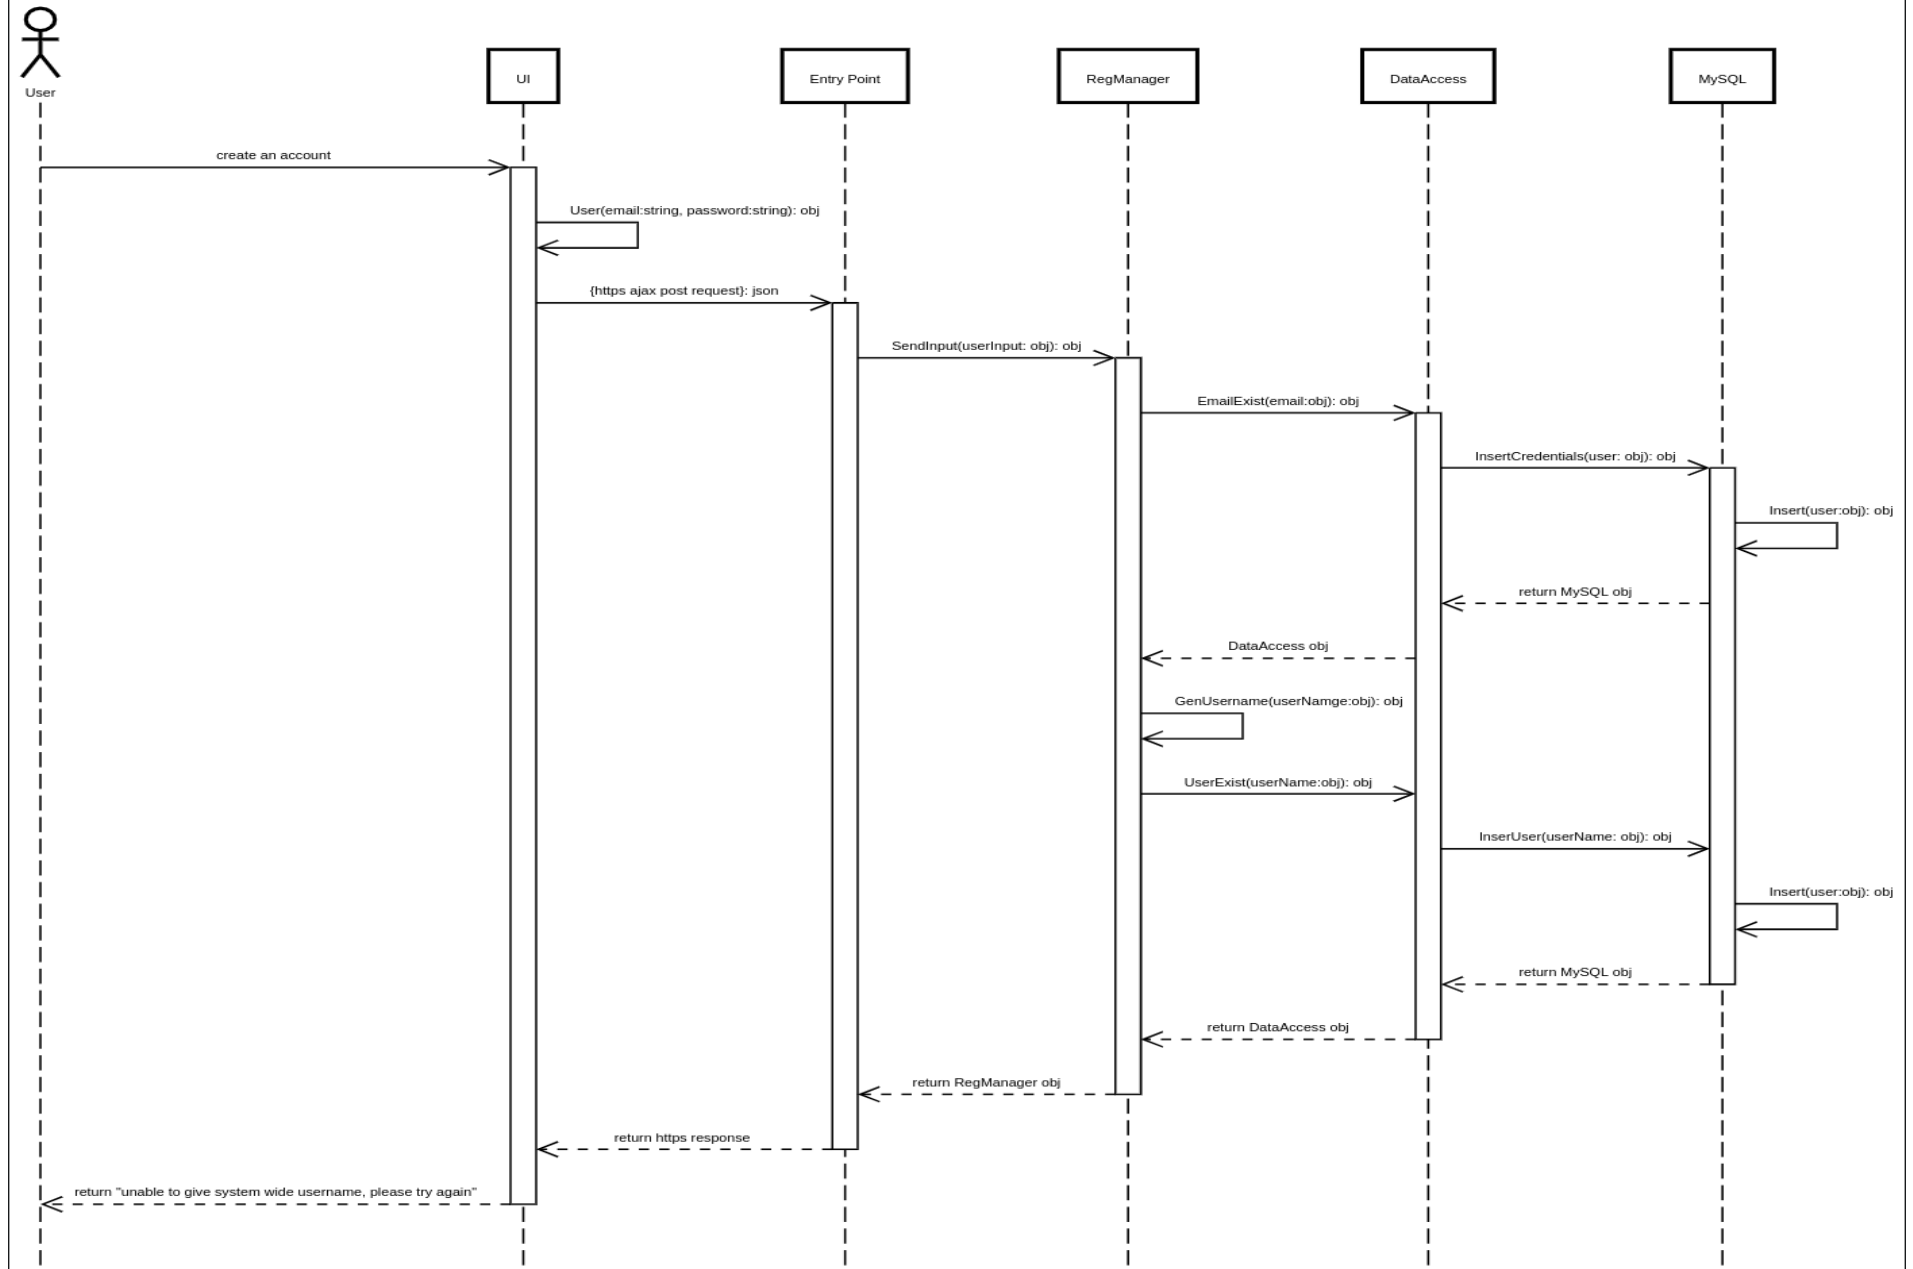 User
UI
Entry Point
RegManager
DataAccess
MySQL
create an account
User(email:string, password:string): obj
{https ajax post request}: json
SendInput(userInput: obj): obj
EmailExist(email:obj): obj
InsertCredentials(user: obj): obj
Insert(user:obj): obj
return MySQL obj
DataAccess obj
GenUsername(userNamge:obj): obj
UserExist(userName:obj): obj
InserUser(userName: obj): obj
Insert(user:obj): obj
return MySQL obj
return DataAccess obj
return RegManager obj
return https response
return "unable to give system wide username, please try again"